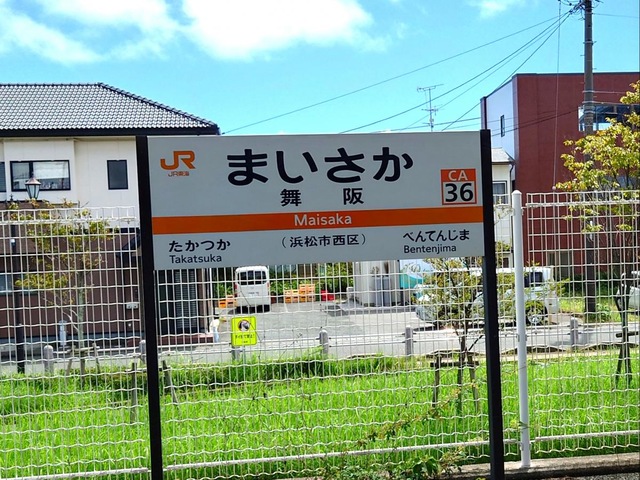 JR
JR東海
まいさか
舞阪
CA
36
Maisaka
たかつか
Takatsuka
(浜松市西区)
べんてんじま
Bentenjima